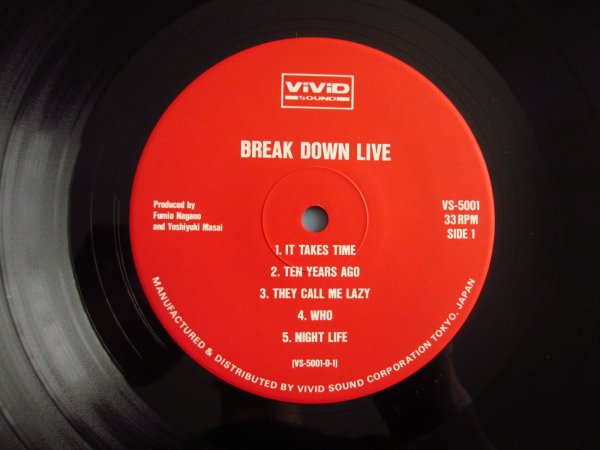 ViViD
SOUND
BREAK DOWN LIVE
Produced by
Fumio Nagano
and Yoshiyuki Masai
VS-5001
33 RPM
SIDE 1
1. IT TAKES TIME
2. TEN YEARS AGO
3. THEY CALL ME LAZY
4. WHO
5. NIGHT LIFE
(VS-5001-D-1)
MANUFACTURED & DISTRIBUTED BY VIVID SOUND CORPORATION TOKYO, JAPAN